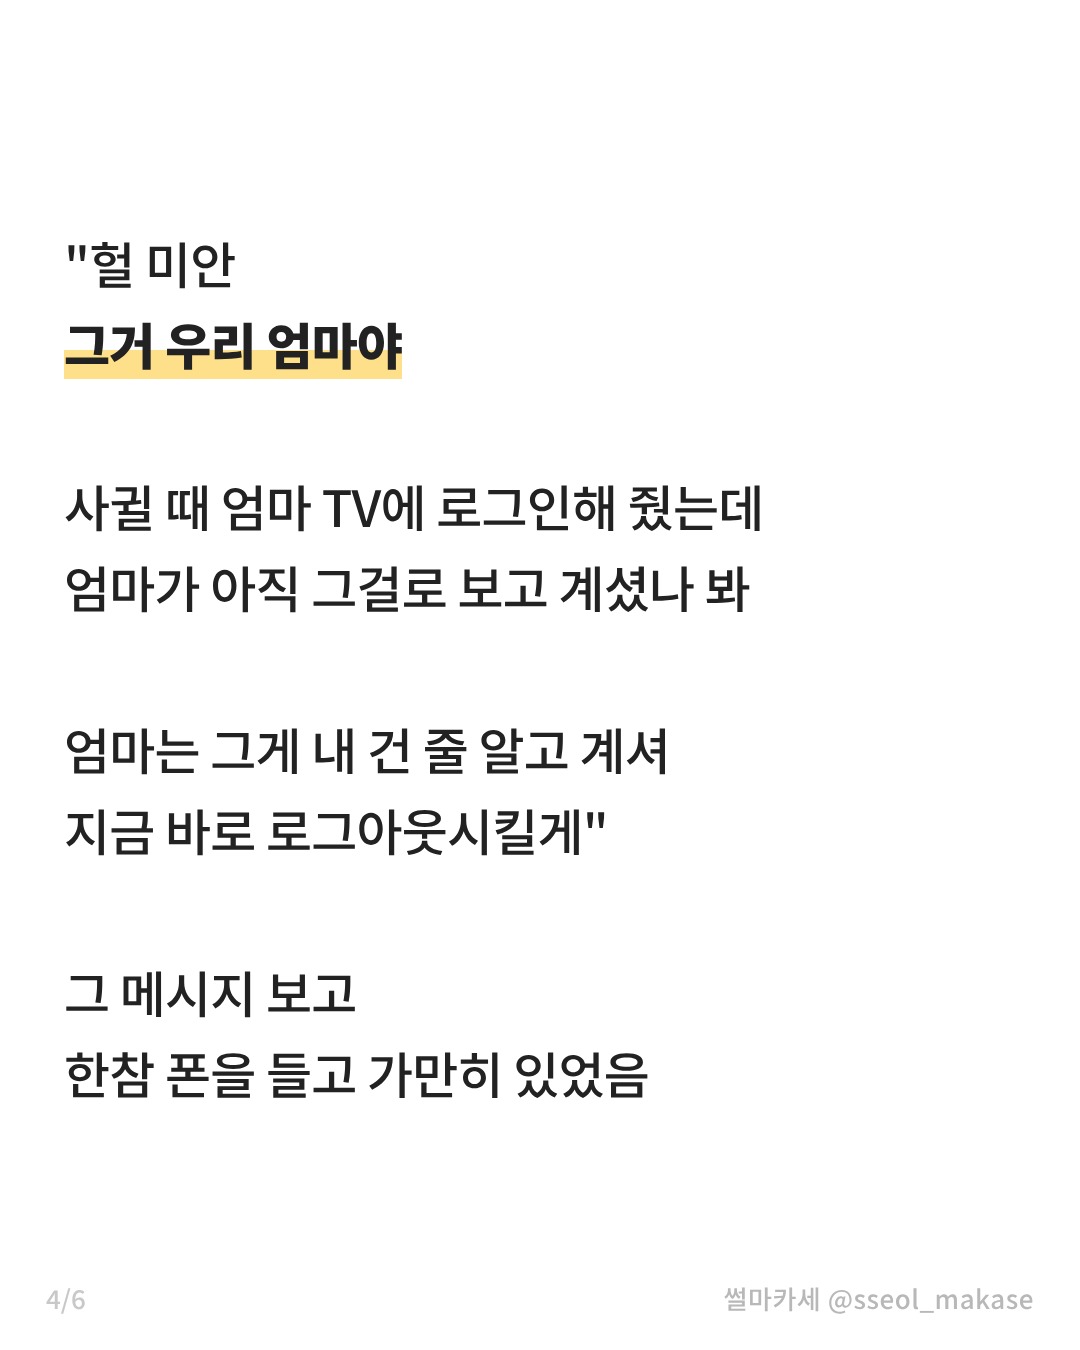 "헐 미안
그거 우리 엄마야
사귈 때 엄마 TV에 로그인해 줬는데
엄마가 아직 그걸로 보고 계셨나 봐
엄마는 그게 내 건 줄 알고 계셔
지금 바로 로그아웃시킬게"
그 메시지 보고
한참 폰을 들고 가만히 있었음
4/6
썰마카세 @sseol_makase